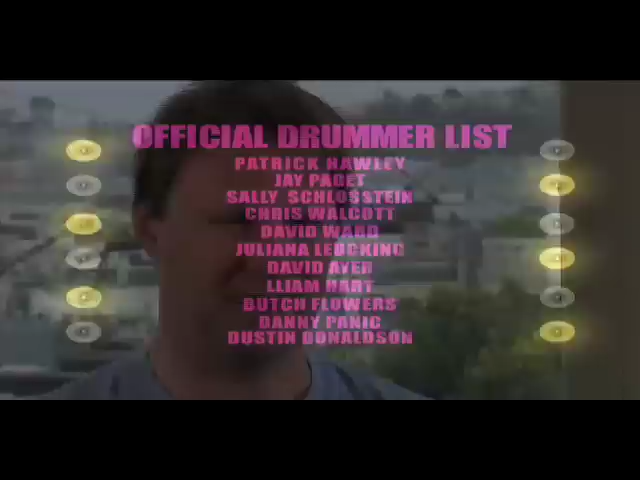 OFFICIAL DRUMMER LIST
PATRICK HAWLEY
JAY PAGET
SALLY SCHLOSSTEIN
CHRIS WALCOTT
DAVID WARD
JULIANA LEUCKING
DAVID AYER
LLIAM HART
BUTCH FLOWERS
DANNY PANIC
DUSTIN DONALDSON